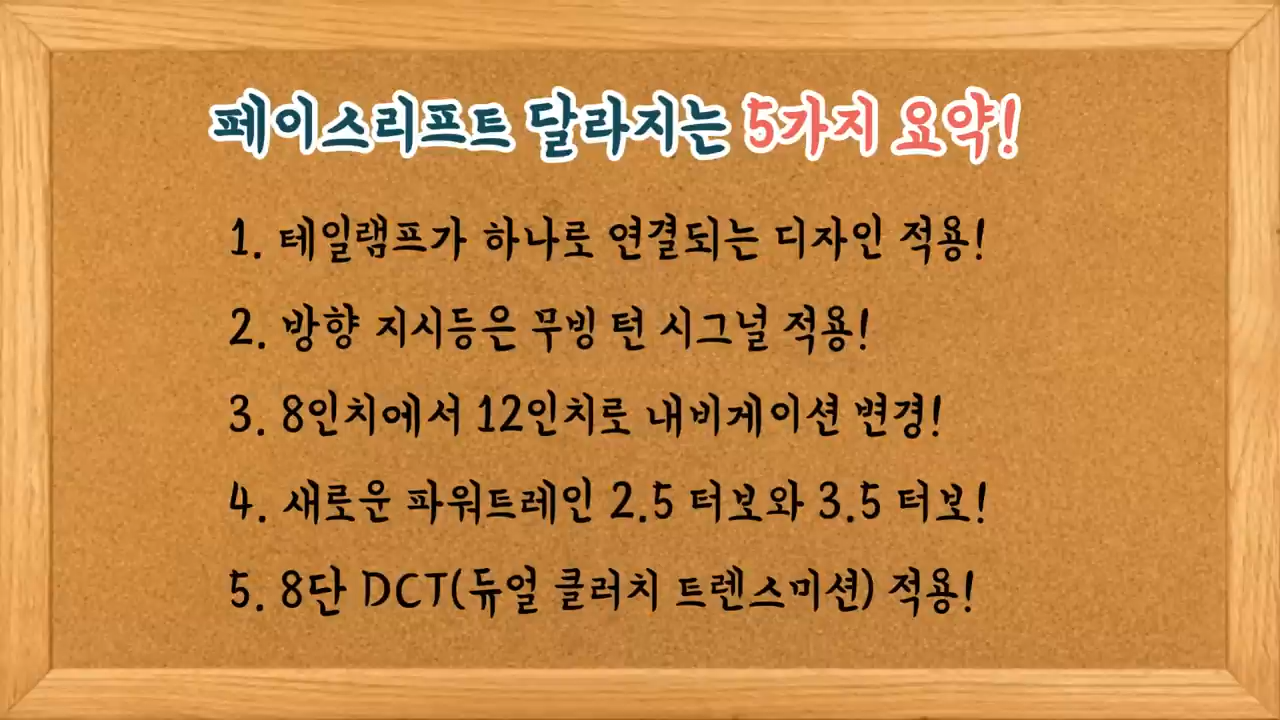 페이스리프트 달라지는 5가지 요약!
1. 테일램프가 하나로 연결되는 디자인 적용!
2. 방향 지시등은 무빙 턴 시그널 적용!
3. 8인치에서 12인치로 내비게이션 변경!
4. 새로운 파워트레인 2.5 터보와 3.5 터보!
5. 8단 DCT(듀얼 클러치 트렌스미션) 적용!